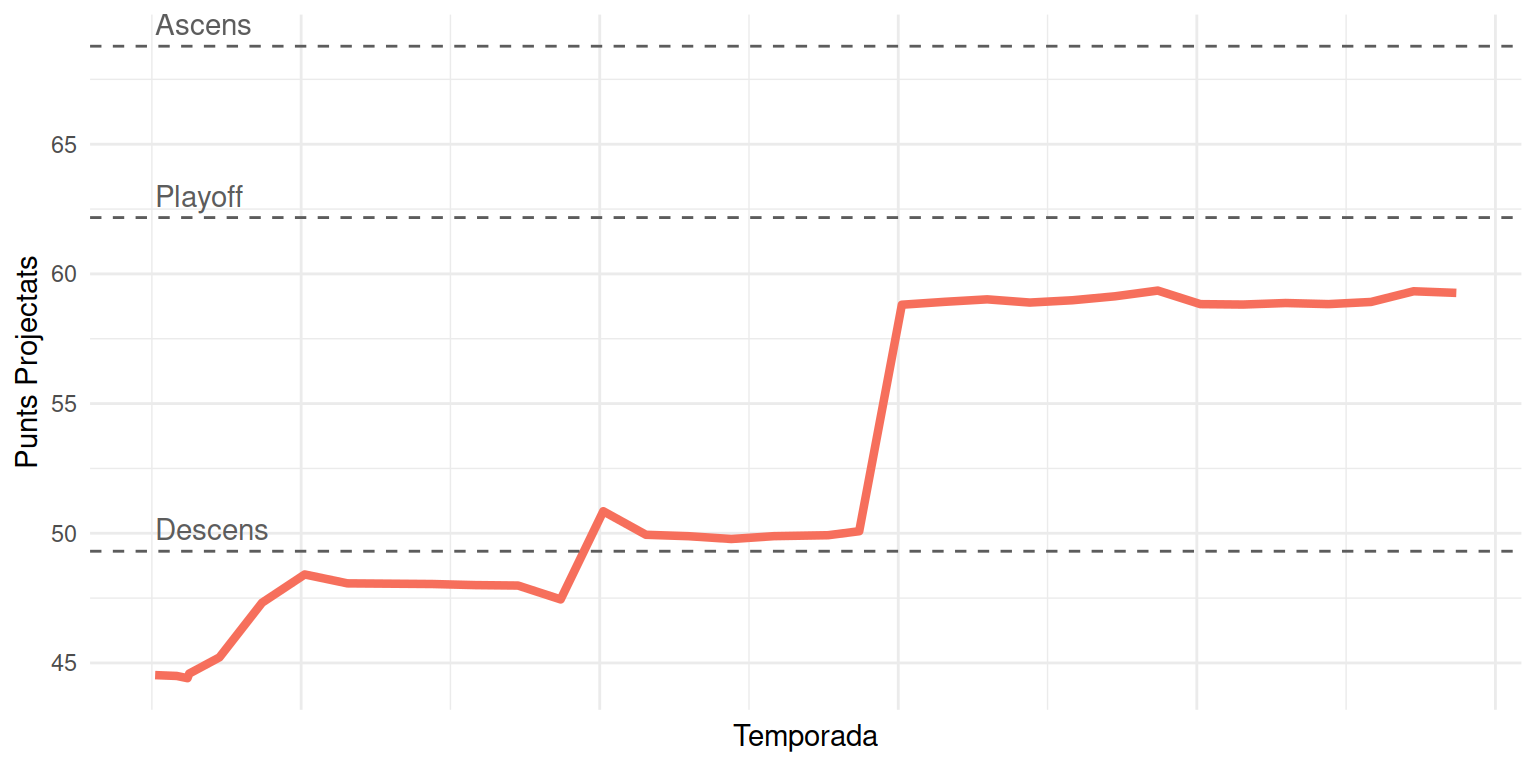 Ascens
65
Playoff
60
55
Descens
50
45
Punts Projectats
Temporada